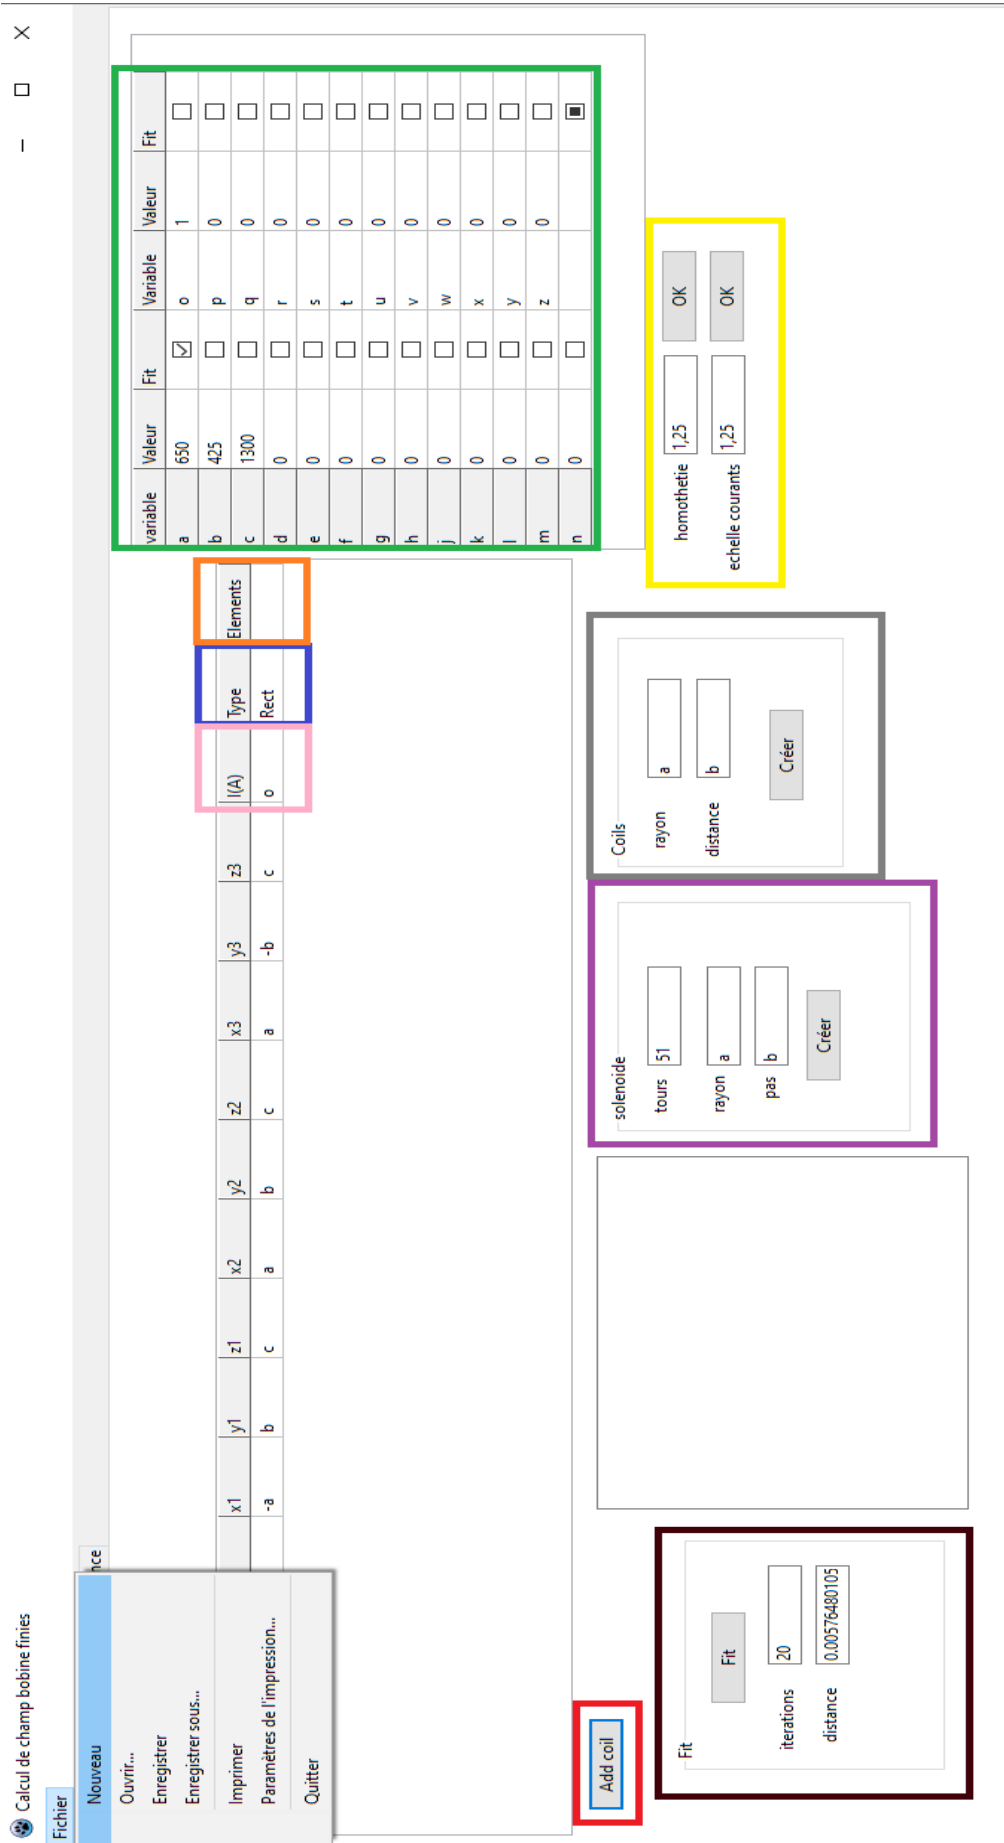 Calcul de champ bobine finies
Fichier
nce
Nouveau
Ouvrir...
Enregistrer
Enregistrer sous...
Imprimer
Paramètres de l'impression...
Quitter
x1 y1 z1 x2 y2 z2 x3 y3 z3 I(A) Type Elements
-a b c a b c a -b c o Rect
variable Valeur Fit Variable Valeur Fit
a 650 o 1
b 425 p 0
c 1300 q 0
d 0 r 0
e 0 s 0
f 0 t 0
g 0 u 0
h 0 v 0
j 0 w 0
k 0 x 0
l 0 y 0
m 0 z 0
n 0
Add coil
Fit
Fit
iterations 20
distance 0.00576480105
solenoide
tours 51
rayon a
pas b
Créer
Coils
rayon a
distance b
Créer
homothetie 1,25 OK
echelle courants 1,25 OK